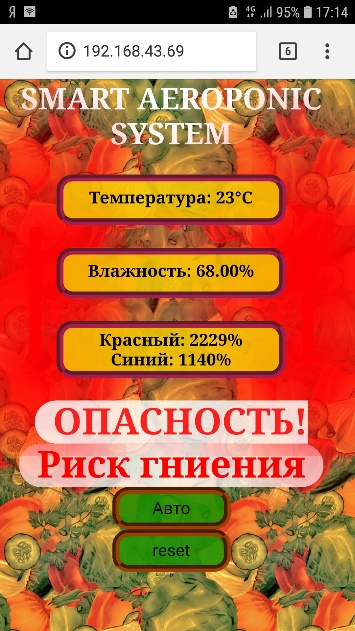 Я 4G 95% 17:14
192.168.43.69 6
SMART AEROPONIC
SYSTEM
Температура: 23°C
Влажность: 68.00%
Красный: 2229%
Синий: 1140%
ОПАСНОСТЬ!
Риск гниения
Авто
reset